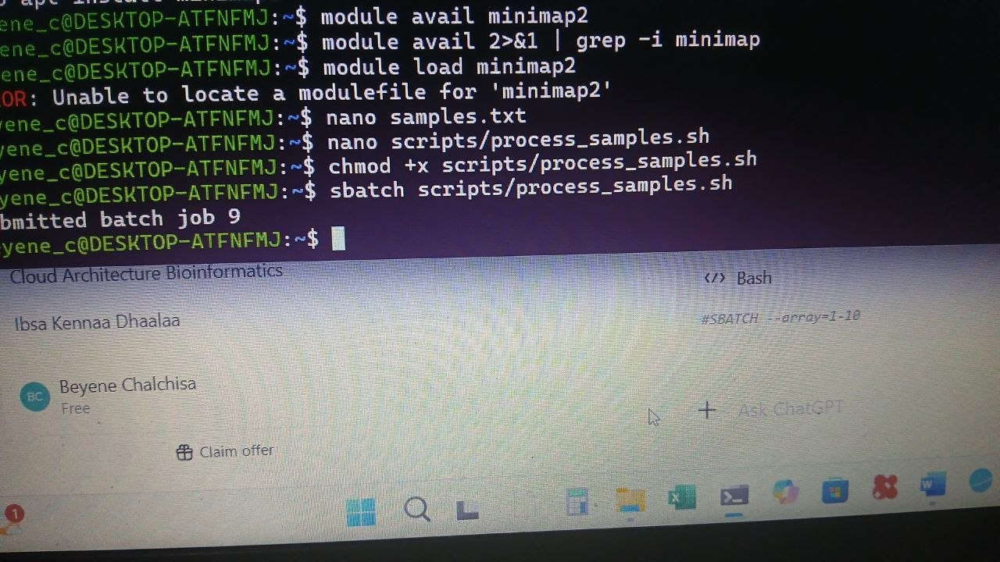 apt install minimap
ene_c@DESKTOP-ATFNFMJ:~$ module avail minimap2
ene_c@DESKTOP-ATFNFMJ:~$ module avail 2>&1 | grep -i minimap
ene_c@DESKTOP-ATFNFMJ:~$ module load minimap2
OR: Unable to locate a modulefile for 'minimap2'
yene_c@DESKTOP-ATFNFMJ:~$ nano samples.txt
yene_c@DESKTOP-ATFNFMJ:~$ nano scripts/process_samples.sh
yene_c@DESKTOP-ATFNFMJ:~$ chmod +x scripts/process_samples.sh
yene_c@DESKTOP-ATFNFMJ:~$ sbatch scripts/process_samples.sh
bmitted batch job 9
eyene_c@DESKTOP-ATFNFMJ:~$
Cloud Architecture Bioinformatics
</> Bash
Ibsa Kennaa Dhaalaa
#SBATCH --array=1-10
BC
Beyene Chalchisa
Free
+ Ask ChatGPT
Claim offer
1